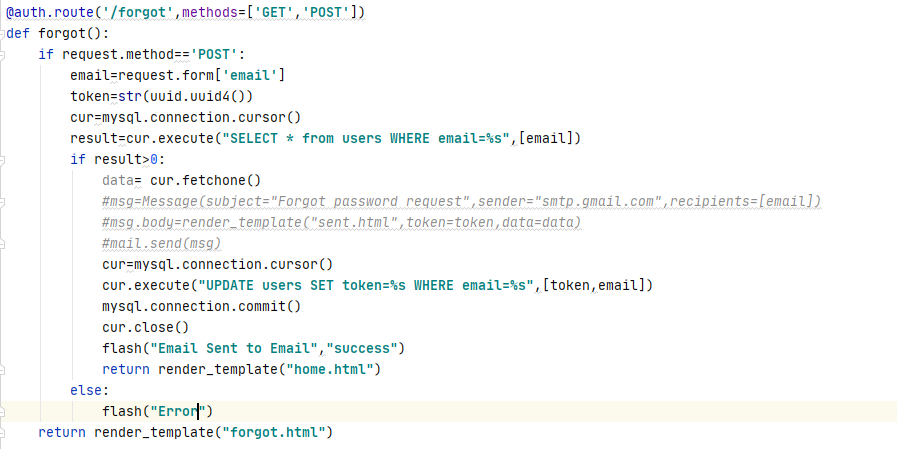 @auth.route('/forgot',methods=['GET','POST'])
def forgot():
    if request.method=='POST':
        email=request.form['email']
        token=str(uuid.uuid4())
        cur=mysql.connection.cursor()
        result=cur.execute("SELECT * from users WHERE email=%s",[email])
        if result>0:
            data= cur.fetchone()
            #msg=Message(subject="Forgot password request",sender="smtp.gmail.com",recipients=[email])
            #msg.body=render_template("sent.html",token=token,data=data)
            #mail.send(msg)
            cur=mysql.connection.cursor()
            cur.execute("UPDATE users SET token=%s WHERE email=%s",[token,email])
            mysql.connection.commit()
            cur.close()
            flash("Email Sent to Email","success")
            return render_template("home.html")
        else:
            flash("Error")
    return render_template("forgot.html")